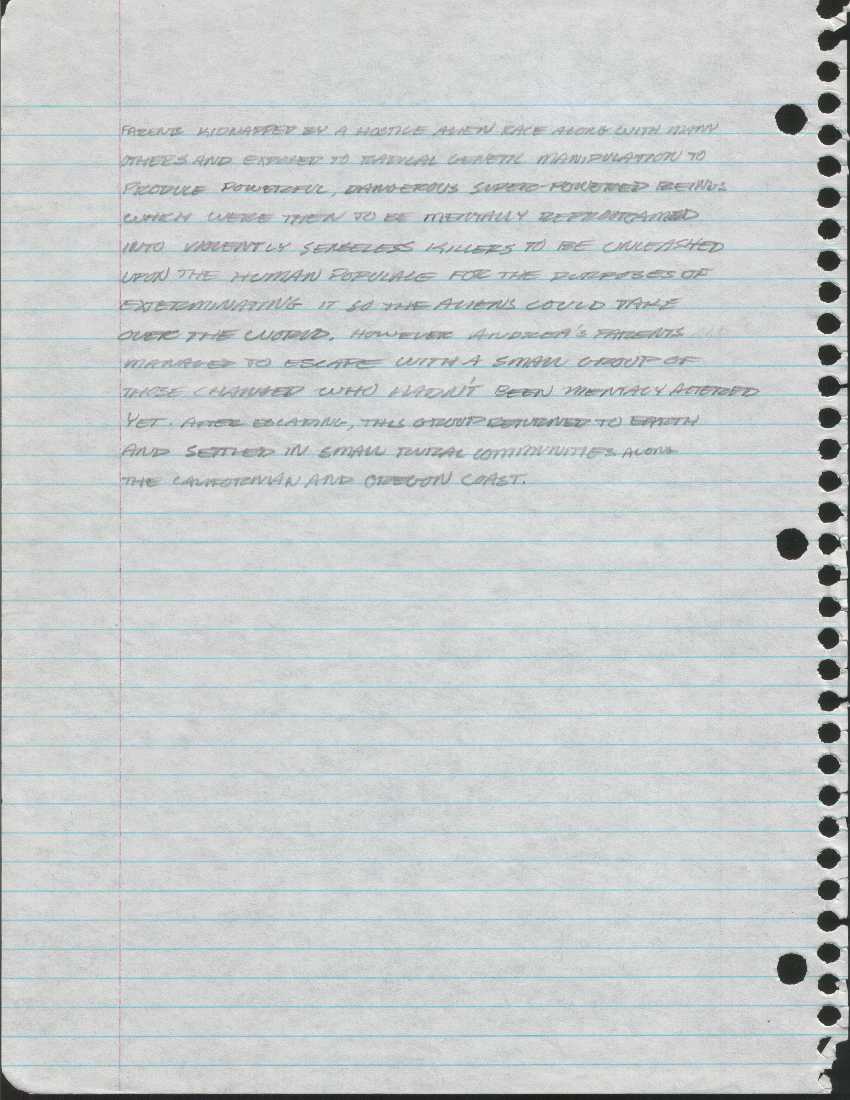 PARENTS KIDNAPPED BY A HOSTILE ALIEN RACE ALONG WITH MANY
OTHERS AND EXPOSED TO RADICAL GENETIC MANIPULATION TO
PRODUCE POWERFUL, DANGEROUS SUPER-POWERED BEINGS
WHICH WERE THEN TO BE MENTALLY REPROGRAMED
INTO VIOLENTLY SENSELESS KILLERS TO BE UNLEASHED
UPON THE HUMAN POPULACE FOR THE PURPOSES OF
EXTERMINATING IT SO THE ALIENS COULD TAKE
OVER THE WORLD. HOWEVER ANDREA'S PARENTS
MANAGED TO ESCAPE WITH A SMALL GROUP OF
THOSE CHANGED WHO HADN'T BEEN MENTALY ALTERED
YET. AFTER ESCAPING, THIS GROUP RETURNED TO EARTH
AND SETTLED IN SMALL RURAL COMMUNITIES ALONG
THE CALIFORNIAN AND OREGON COAST.